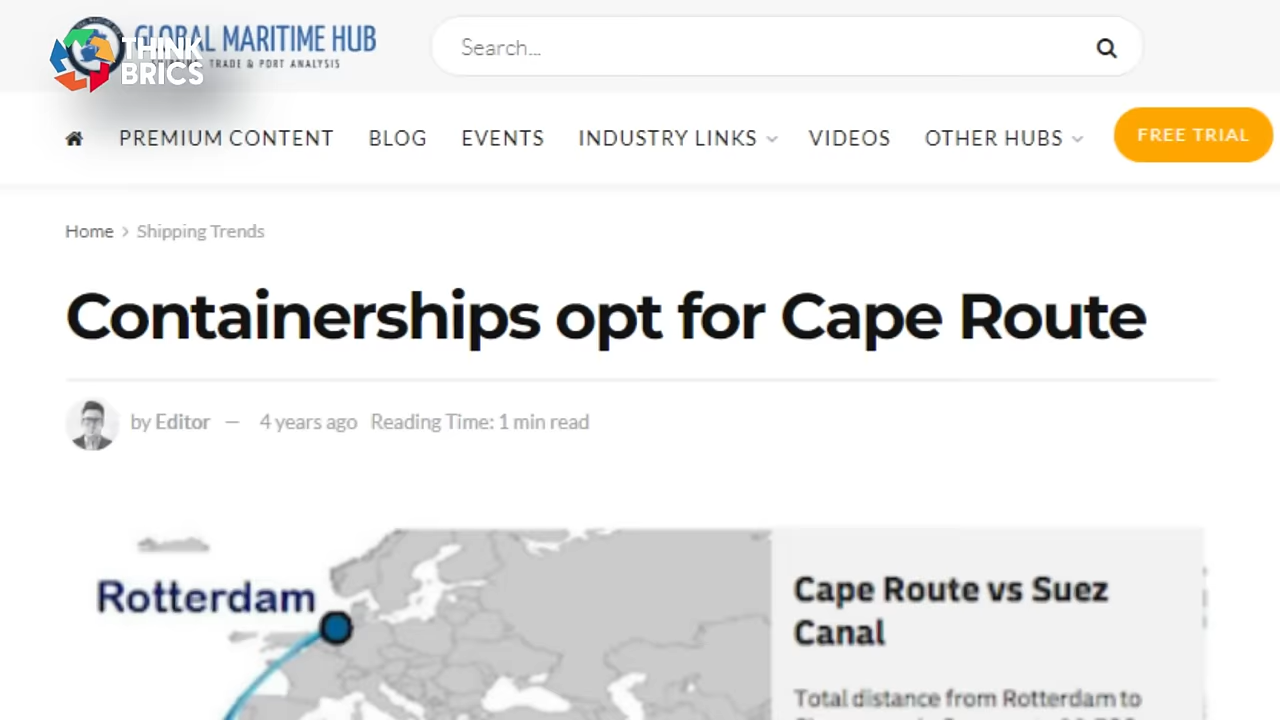 GLOBAL MARITIME HUB
TRADE & PORT ANALYSIS
THINK
BRICS
Search...
PREMIUM CONTENT BLOG EVENTS INDUSTRY LINKS VIDEOS OTHER HUBS FREE TRIAL
Home > Shipping Trends
Containerships opt for Cape Route
by Editor — 4 years ago Reading Time: 1 min read
Rotterdam
Cape Route vs Suez
Canal
Total distance from Rotterdam to